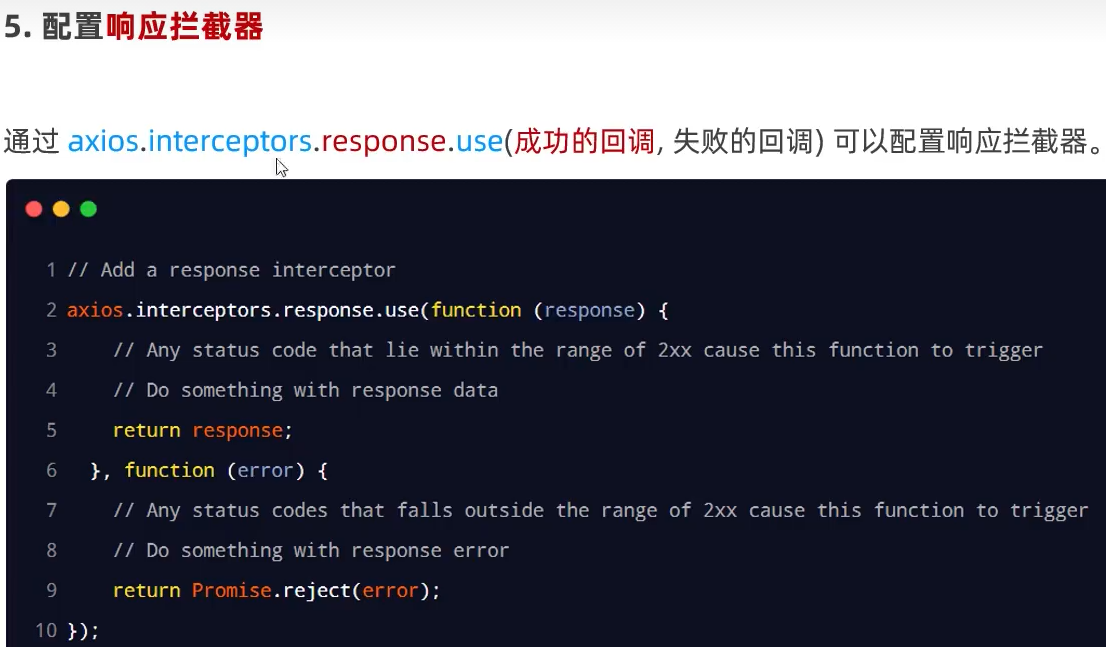 5. 配置响应拦截器
通过 axios.interceptors.response.use(成功的回调, 失败的回调) 可以配置响应拦截器。
1 // Add a response interceptor
2 axios.interceptors.response.use(function (response) {
3 // Any status code that lie within the range of 2xx cause this function to trigger
4 // Do something with response data
5 return response;
6 }, function (error) {
7 // Any status codes that falls outside the range of 2xx cause this function to trigger
8 // Do something with response error
9 return Promise.reject(error);
10 });